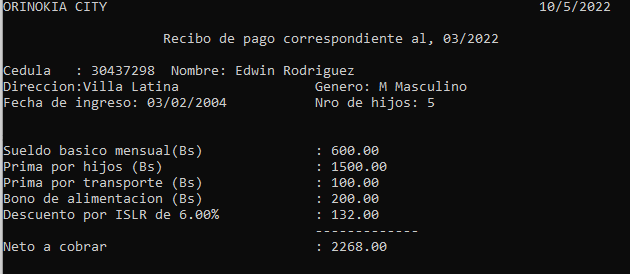 ORINOKIA CITY 10/5/2022
Recibo de pago correspondiente al, 03/2022
Cedula : 30437298 Nombre: Edwin Rodriguez
Direccion:Villa Latina Genero: M Masculino
Fecha de ingreso: 03/02/2004 Nro de hijos: 5
Sueldo basico mensual(Bs) : 600.00
Prima por hijos (Bs) : 1500.00
Prima por transporte (Bs) : 100.00
Bono de alimentacion (Bs) : 200.00
Descuento por ISLR de 6.00% : 132.00
-------------
Neto a cobrar : 2268.00